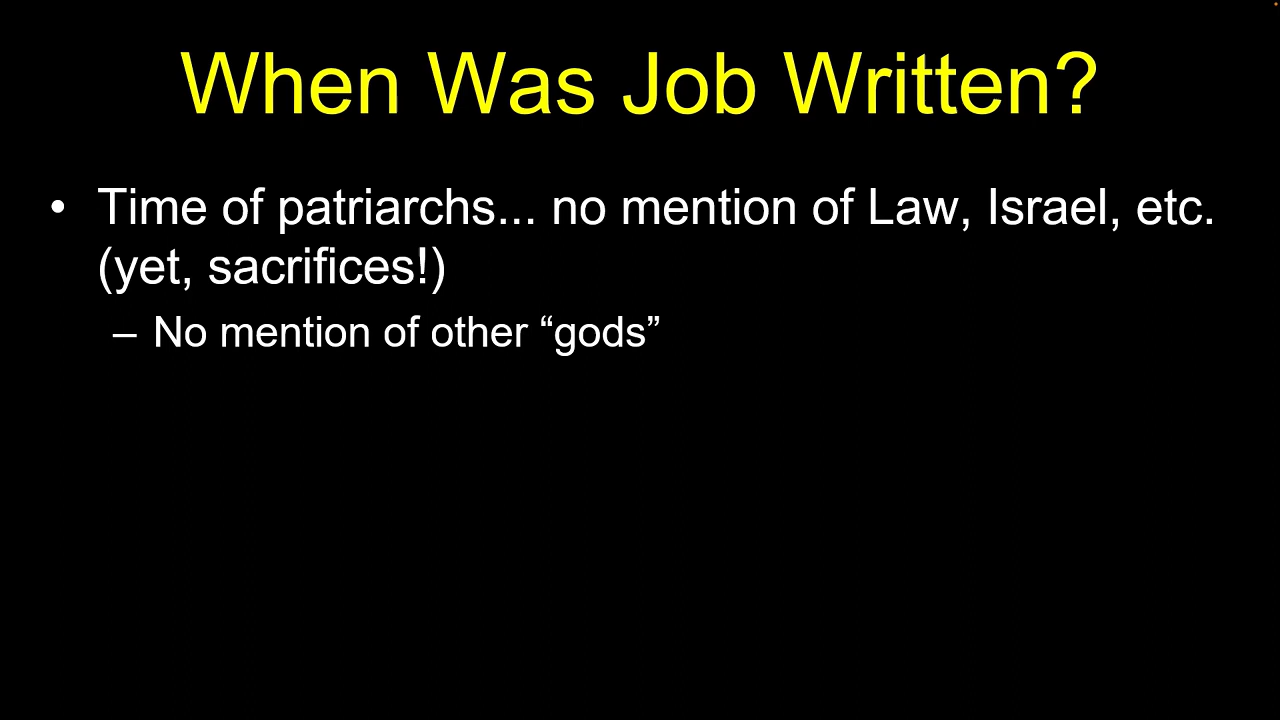 When Was Job Written?
• Time of patriarchs... no mention of Law, Israel, etc.
(yet, sacrifices!)
– No mention of other “gods”